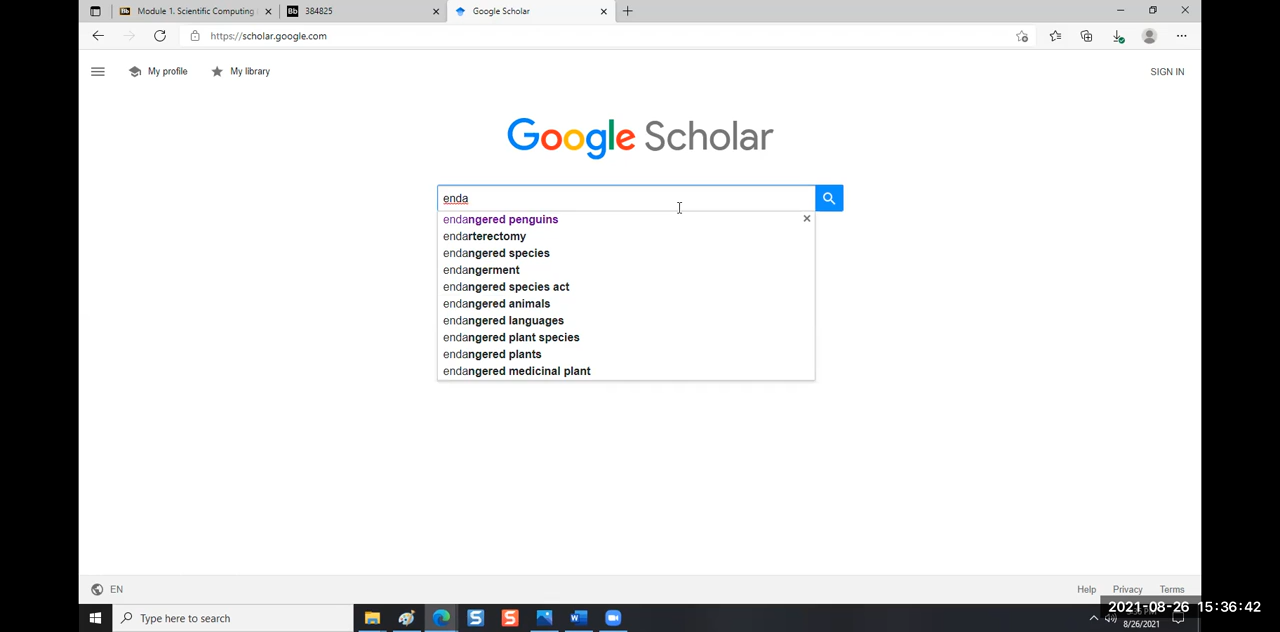 Module 1. Scientific Computing
384825
Google Scholar
https://scholar.google.com
My profile
My library
SIGN IN
Google Scholar
enda
endangered penguins
endarterectomy
endangered species
endangerment
endangered species act
endangered animals
endangered languages
endangered plant species
endangered plants
endangered medicinal plant
EN
Help
Privacy
Terms
Type here to search
2021-08-26 15:36:42
8/26/2021